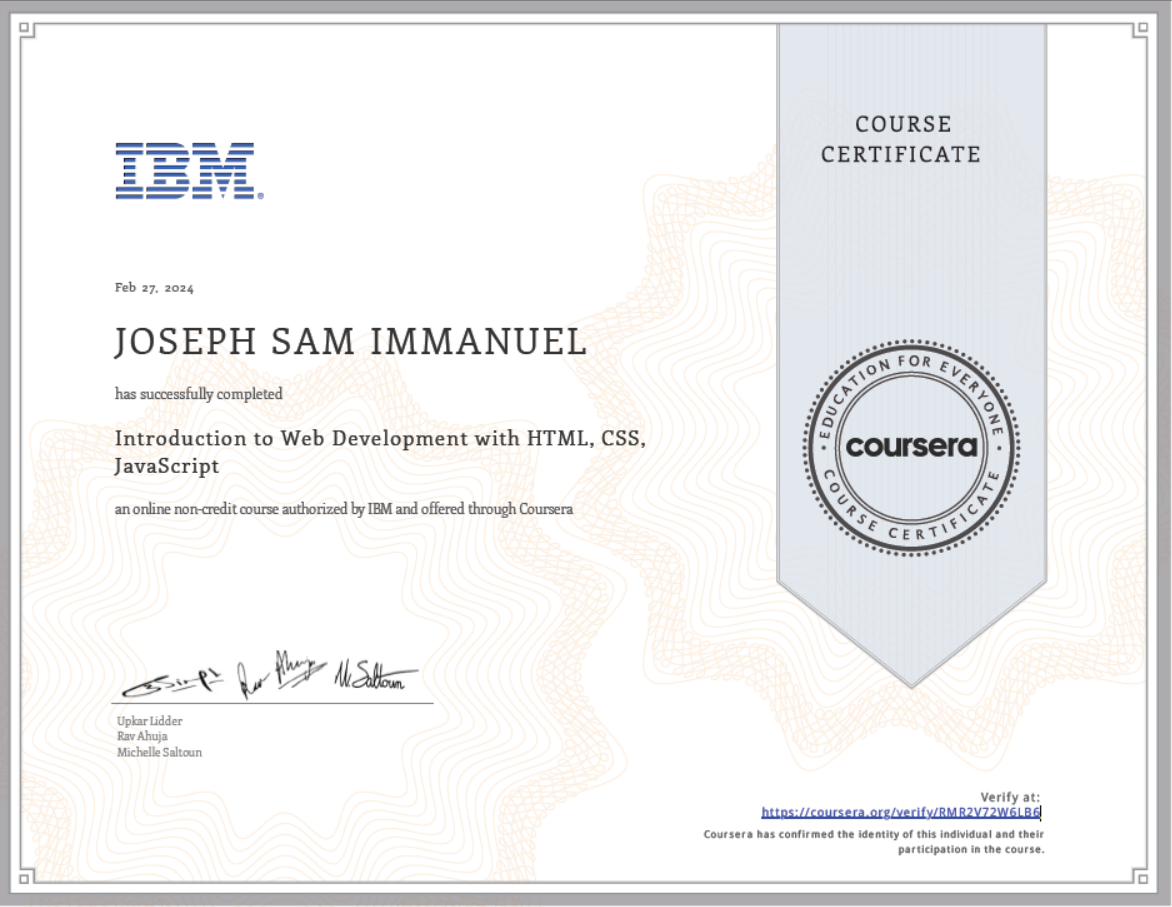 IBM®
COURSE
CERTIFICATE
Feb 27, 2024
JOSEPH SAM IMMANUEL
has successfully completed
Introduction to Web Development with HTML, CSS,
JavaScript
an online non-credit course authorized by IBM and offered through Coursera
EDUCATION FOR EVERYONE
coursera
COURSE CERTIFICATE
Rav Ahuja M. Saltoun
Upkar Lidder
Rav Ahuja
Michelle Saltoun
Verify at:
https://coursera.org/verify/RMR2V72W6LB6
Coursera has confirmed the identity of this individual and their
participation in the course.